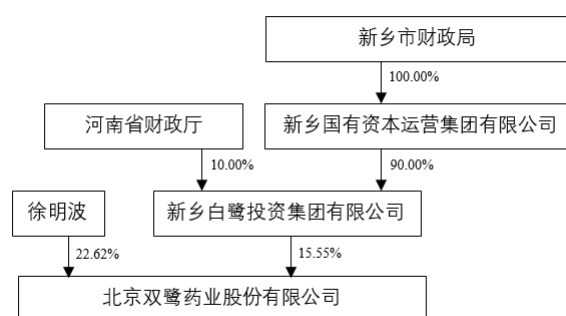 新乡市财政局
100.00%
河南省财政厅
新乡国有资本运营集团有限公司
10.00%
90.00%
徐明波
新乡白鹭投资集团有限公司
22.62%
15.55%
北京双鹭药业股份有限公司